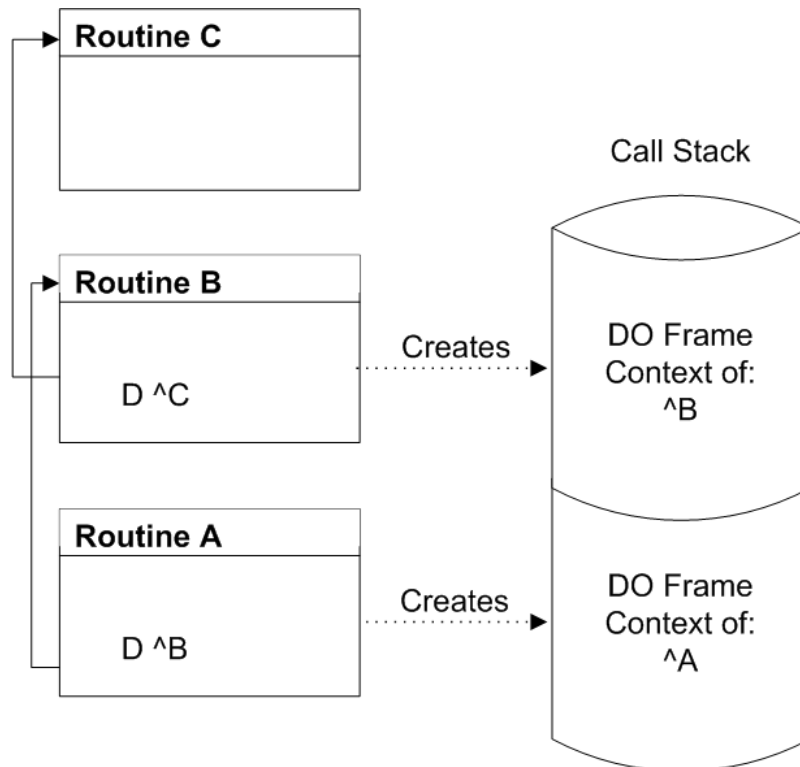 Routine C
Call Stack
Routine B
D ^C
Creates
DO Frame
Context of:
^B
Routine A
D ^B
Creates
DO Frame
Context of:
^A